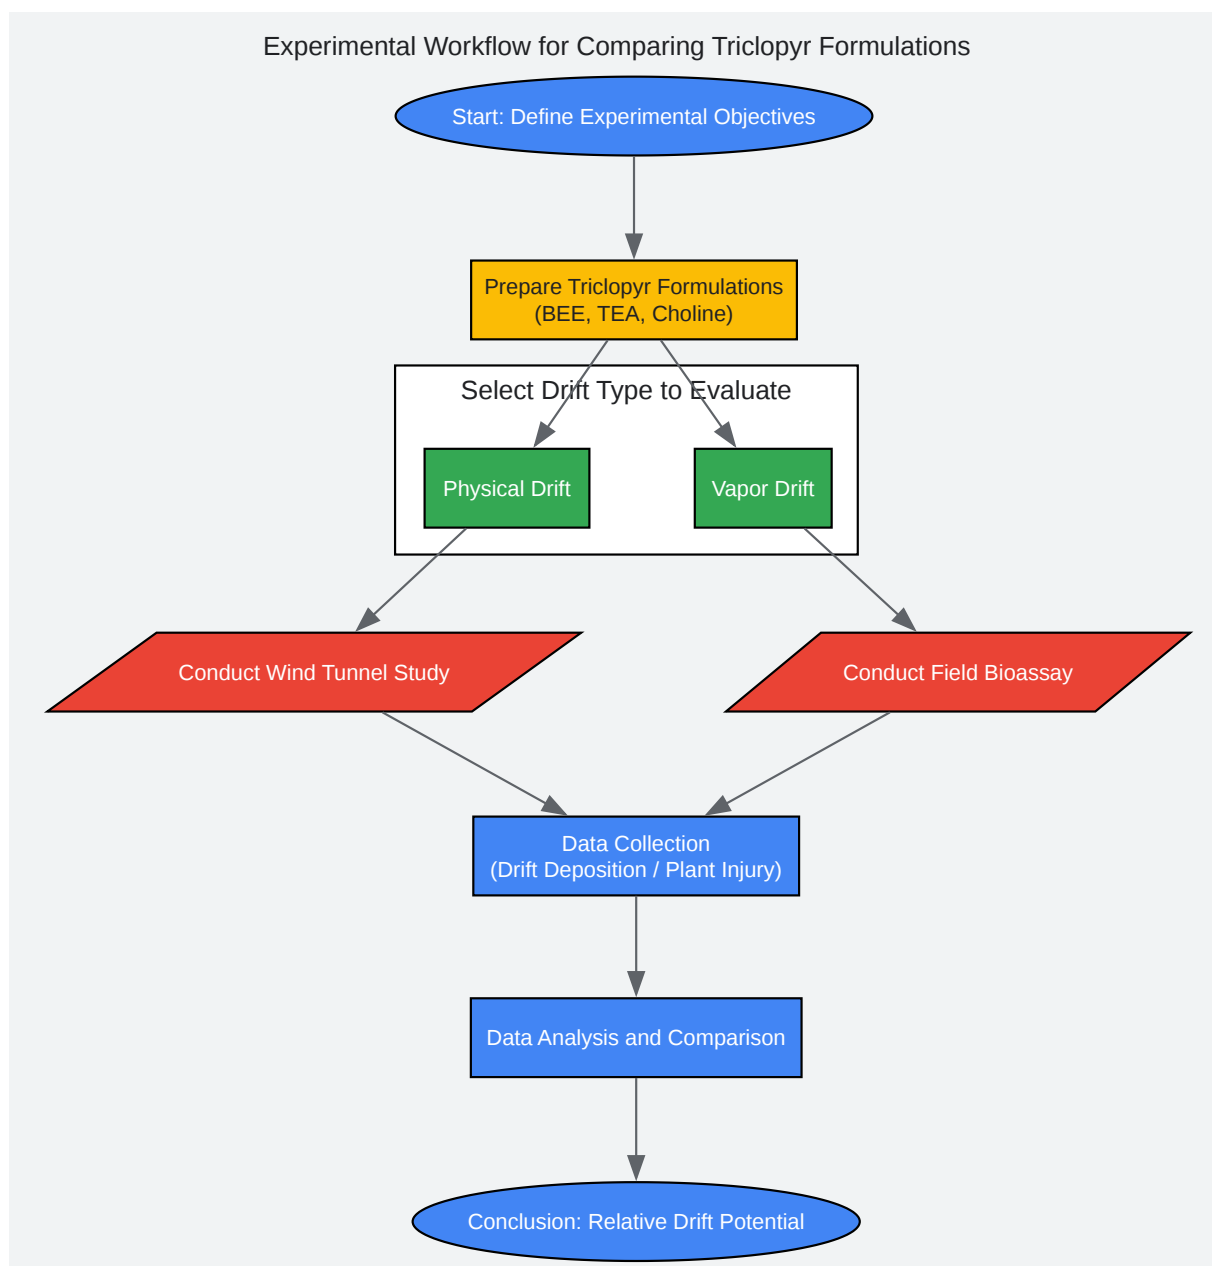 Experimental Workflow for Comparing Triclopyr Formulations
Start: Define Experimental Objectives
Prepare Triclopyr Formulations
(BEE, TEA, Choline)
Select Drift Type to Evaluate
Physical Drift
Vapor Drift
Conduct Wind Tunnel Study
Conduct Field Bioassay
Data Collection
(Drift Deposition / Plant Injury)
Data Analysis and Comparison
Conclusion: Relative Drift Potential